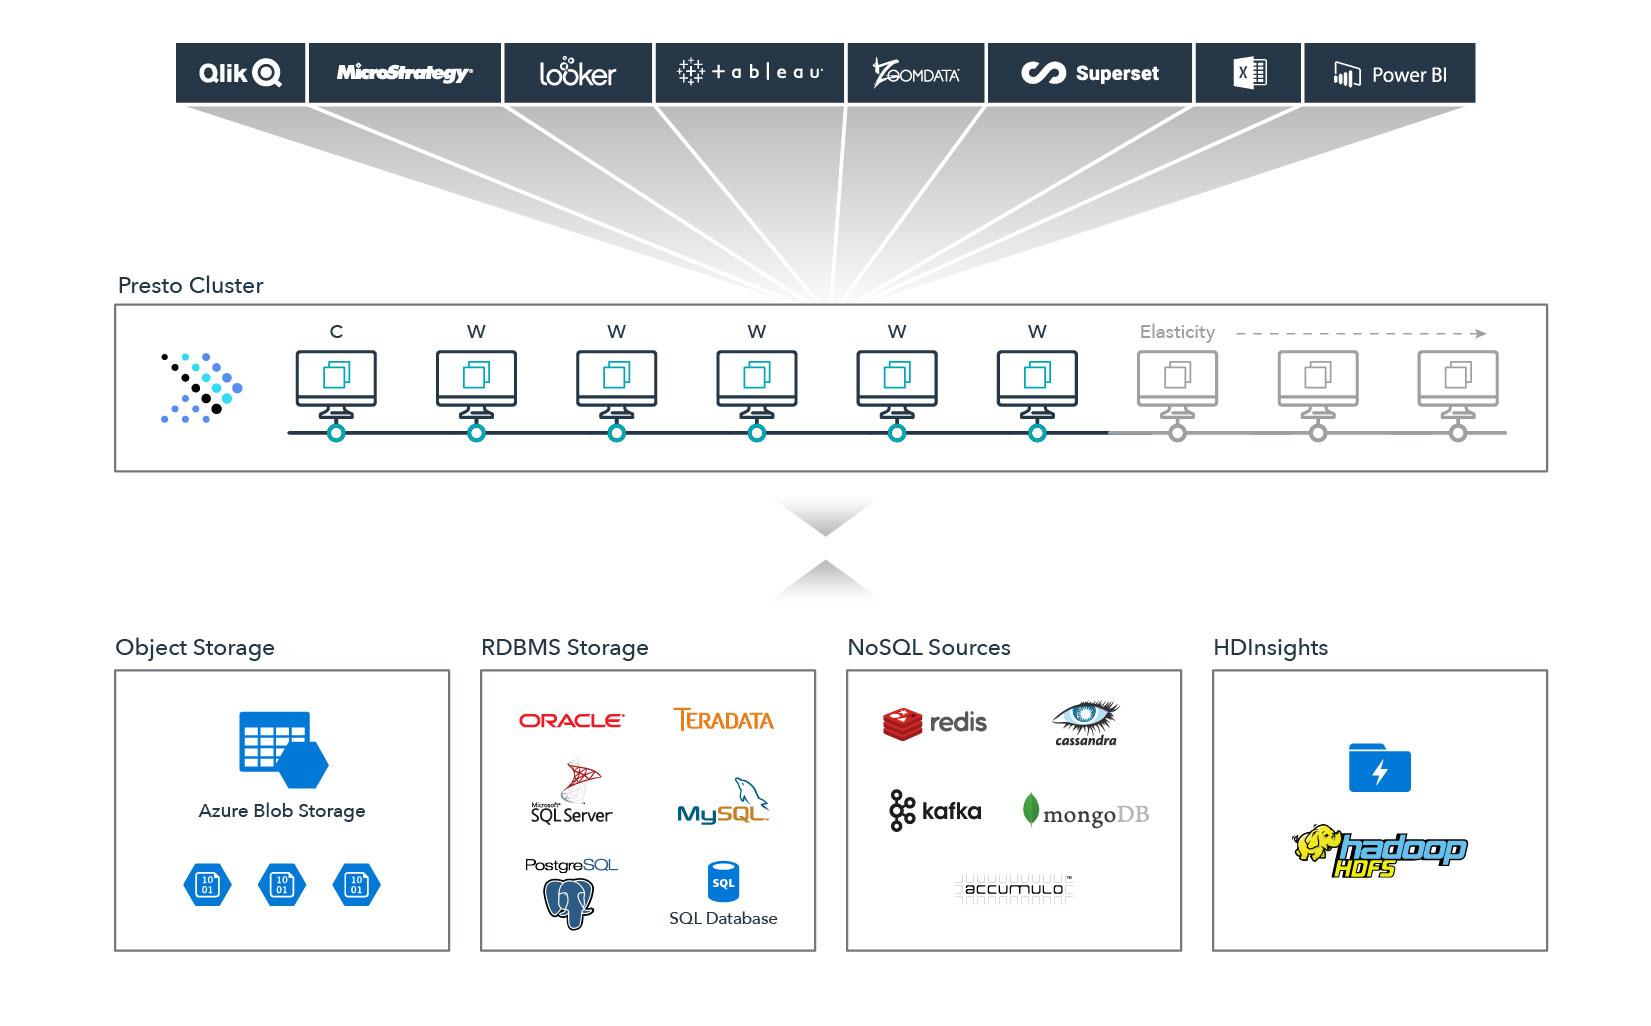 Qlik
MicroStrategy
looker
+ableau
ZOOMDATA
Superset
X
Power BI
Presto Cluster
C W W W W W Elasticity
Object Storage
RDBMS Storage
NoSQL Sources
HDInsights
Azure Blob Storage
10
01
10
01
10
01
ORACLE
TERADATA
Microsoft
SQL Server
MySQL™
PostgreSQL
SQL
SQL Database
redis
cassandra
kafka
mongoDB
accumulo™
hadoop
HDFS